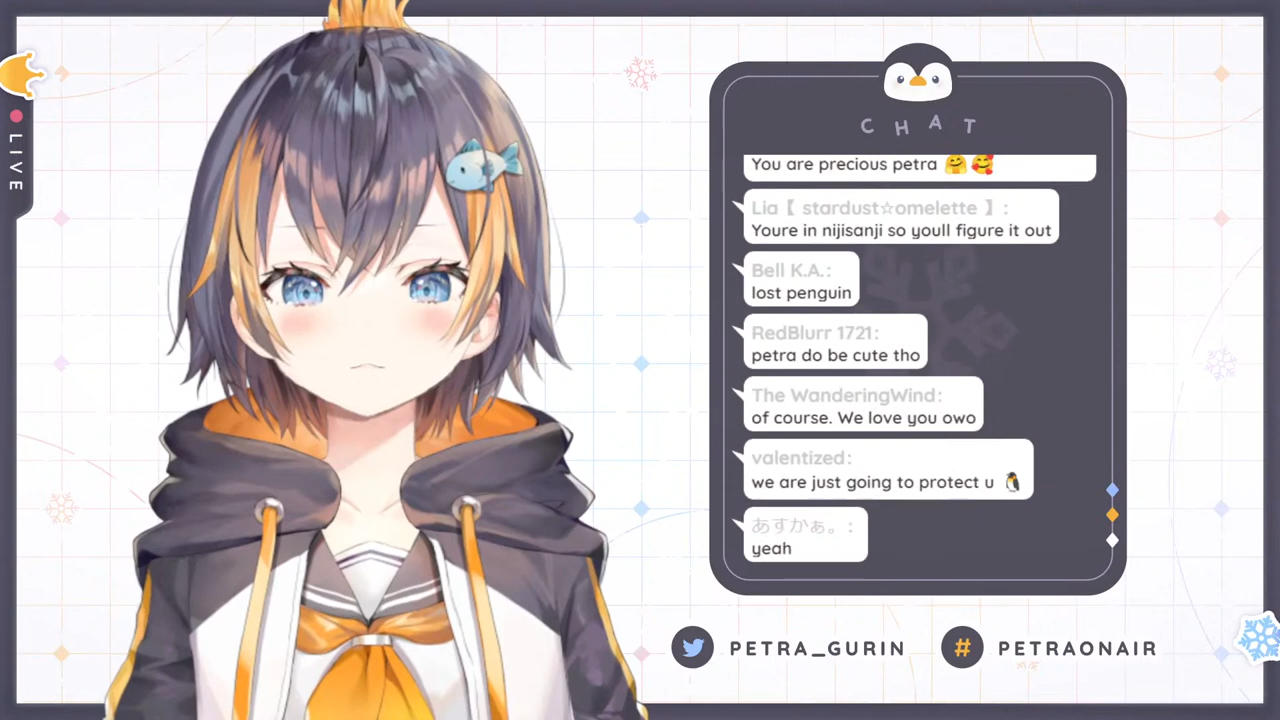 LIVE
CHAT
You are precious petra 🤗 🥰
Lia【 stardust☆omelette 】:
Youre in nijisanji so youll figure it out
Bell K.A.:
lost penguin
RedBlurr 1721:
petra do be cute tho
The WanderingWind:
of course. We love you owo
valentized:
we are just going to protect u 🐧
あすかぁ。:
yeah
PETRA_GURIN
# PETRAONAIR